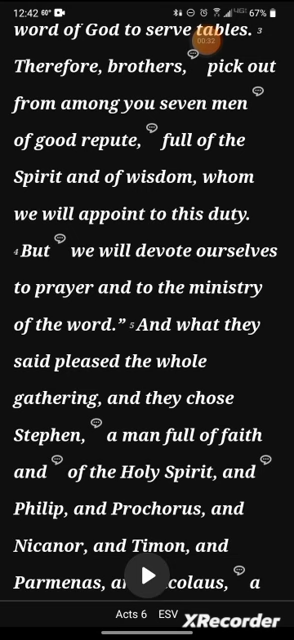 12:42 60° 67%
word of God to serve tables. 3
00:32
Therefore, brothers, pick out
from among you seven men
of good repute, full of the
Spirit and of wisdom, whom
we will appoint to this duty.
4 But we will devote ourselves
to prayer and to the ministry
of the word.” 5 And what they
said pleased the whole
gathering, and they chose
Stephen, a man full of faith
and of the Holy Spirit, and
Philip, and Prochorus, and
Nicanor, and Timon, and
Parmenas, a
Acts 6 ESV
XRecorder